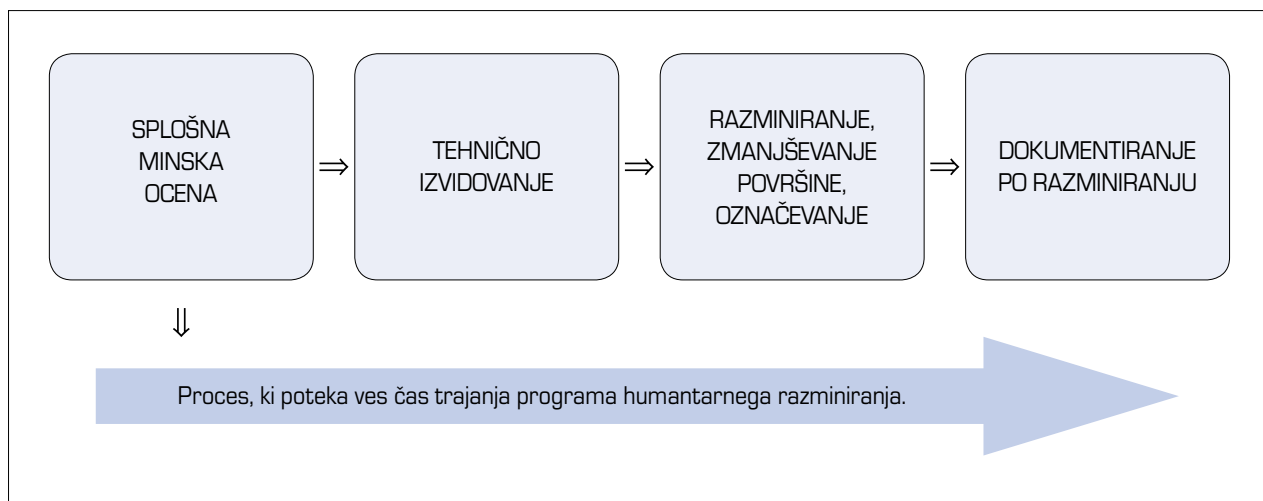 SPLOŠNA
MINSKA
OCENA
⇒
TEHNIČNO
IZVIDOVANJE
⇒
RAZMINIRANJE,
ZMANJŠEVANJE
POVRŠINE,
OZNAČEVANJE
⇒
DOKUMENTIRANJE
PO RAZMINIRANJU
⇓
Proces, ki poteka ves čas trajanja programa humantarnega razminiranja.